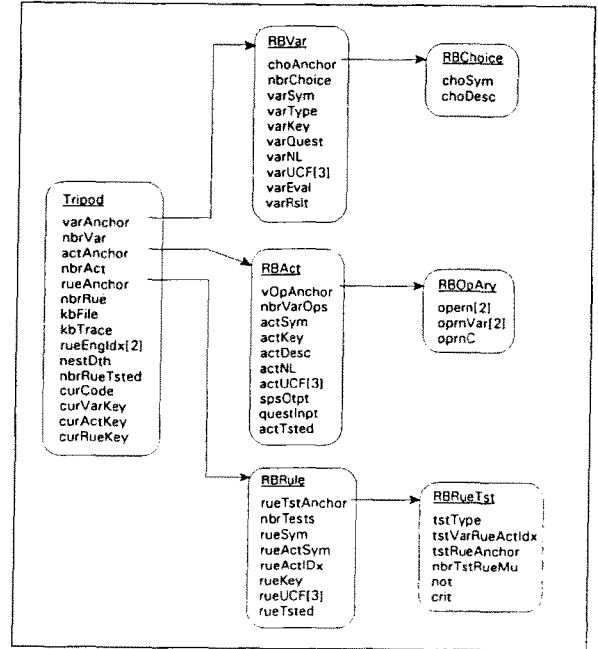 RBVar
choAnchor
nbrChoice
varSym
varType
varKey
varQuest
varNL
varUCF[3]
varEval
varRslt
RBChoice
choSym
choDesc
Tripod
varAnchor
nbrVar
actAnchor
nbrAct
rueAnchor
nbrRue
kbFile
kbTrace
rueEngIdx[2]
nestDth
nbrRueTsted
curCode
curVarKey
curActKey
curRueKey
RBAct
vOpAnchor
nbrVarOps
actSym
actKey
actDesc
actNL
actUCF[3]
spsOtpt
questInpt
actTsted
RBOpAry
opern[2]
oprnVar[2]
oprnC
RBRule
rueTstAnchor
nbrTests
rueSym
rueActSym
rueActIDx
rueKey
rueUCF[3]
rueTsted
RBRueTst
tstType
tstVarRueActIdx
tstRueAnchor
nbrTstRueMu
not
crit